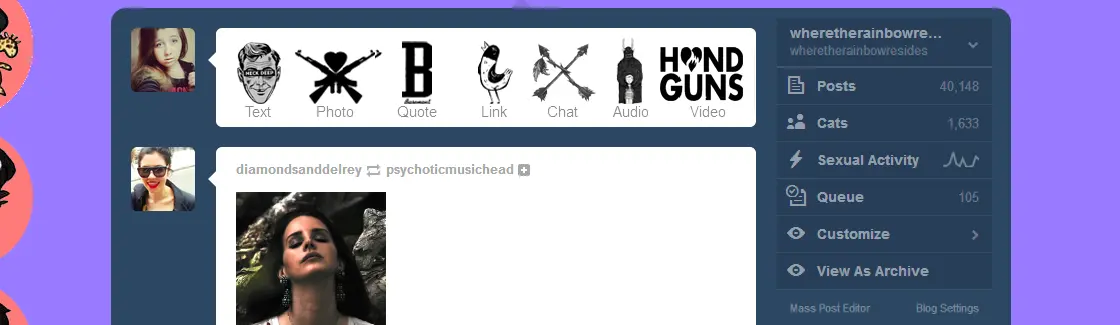 NECK DEEP
B
Basement
HAND
GUNS
Text Photo Quote Link Chat Audio Video
diamondsanddelrey psychoticmusichead
wheretherainbowre...
wheretherainbowresides
Posts 40,148
Cats 1,633
Sexual Activity
Queue 105
Customize
View As Archive
Mass Post Editor Blog Settings